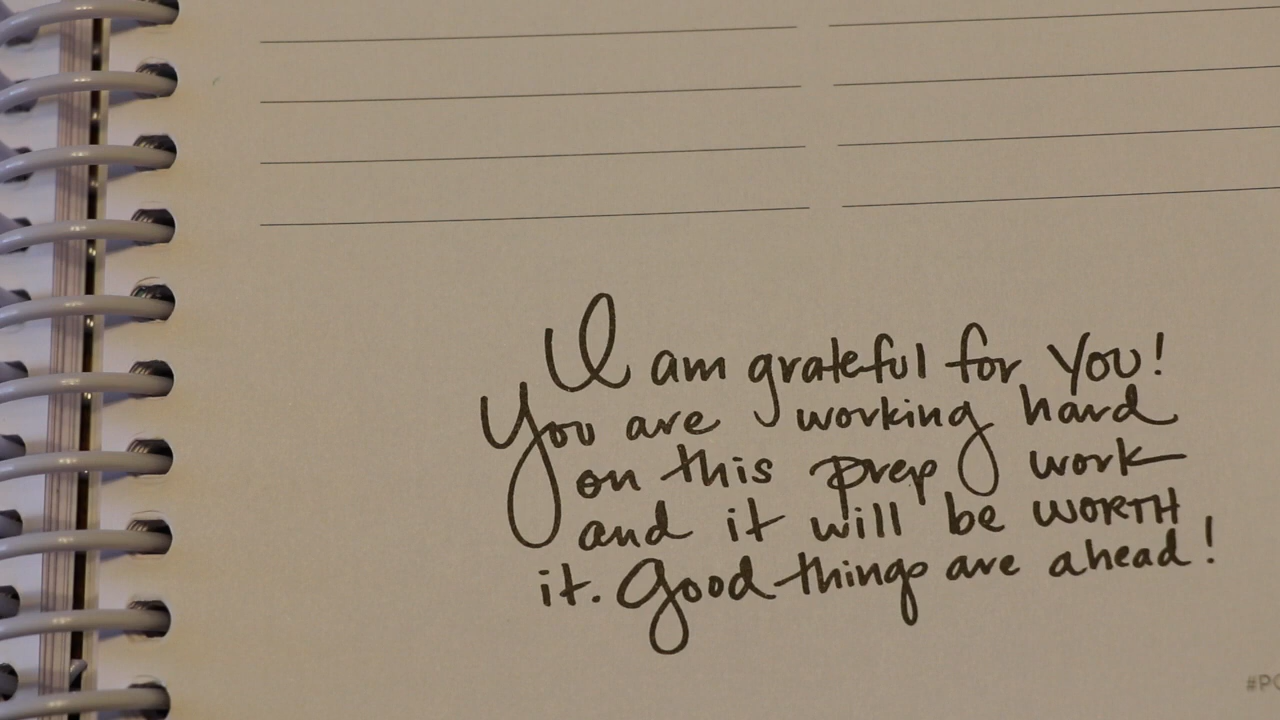 I am grateful for You!
You are working hard
on this prep work
and it will be WORTH
it. Good things are ahead!